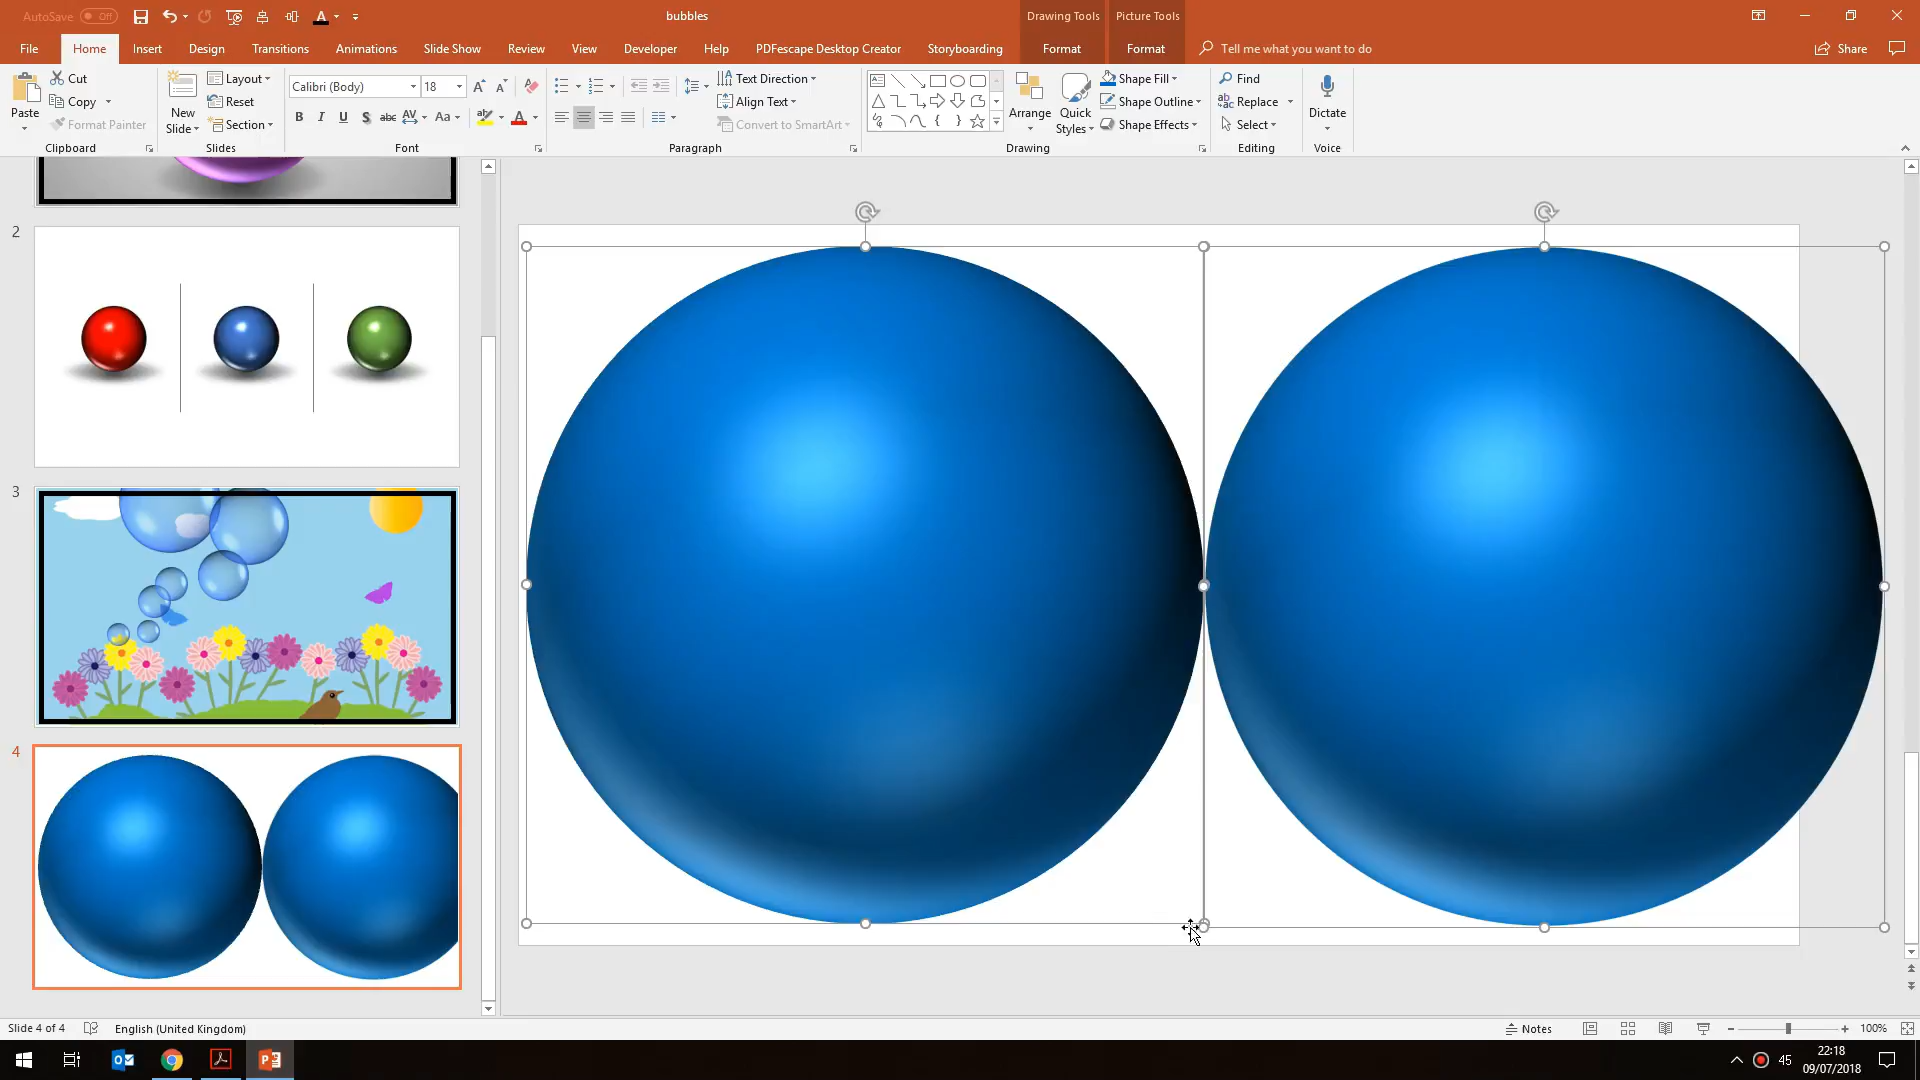 AutoSave Off
bubbles
Drawing Tools Picture Tools
File Home Insert Design Transitions Animations Slide Show Review View Developer Help PDFescape Desktop Creator Storyboarding Format Format Tell me what you want to do Share
Paste Cut Copy Format Painter
Clipboard
New Slide Layout Reset Section
Slides
Calibri (Body) 18
B I U S abc AV Aa A
Font
Text Direction
Align Text
Convert to SmartArt
Paragraph
Arrange Quick Styles
Shape Fill
Shape Outline
Shape Effects
Drawing
Find
Replace
Select
Editing
Dictate
Voice
2
3
4
Slide 4 of 4 English (United Kingdom) Notes 100%
45 22:18
09/07/2018